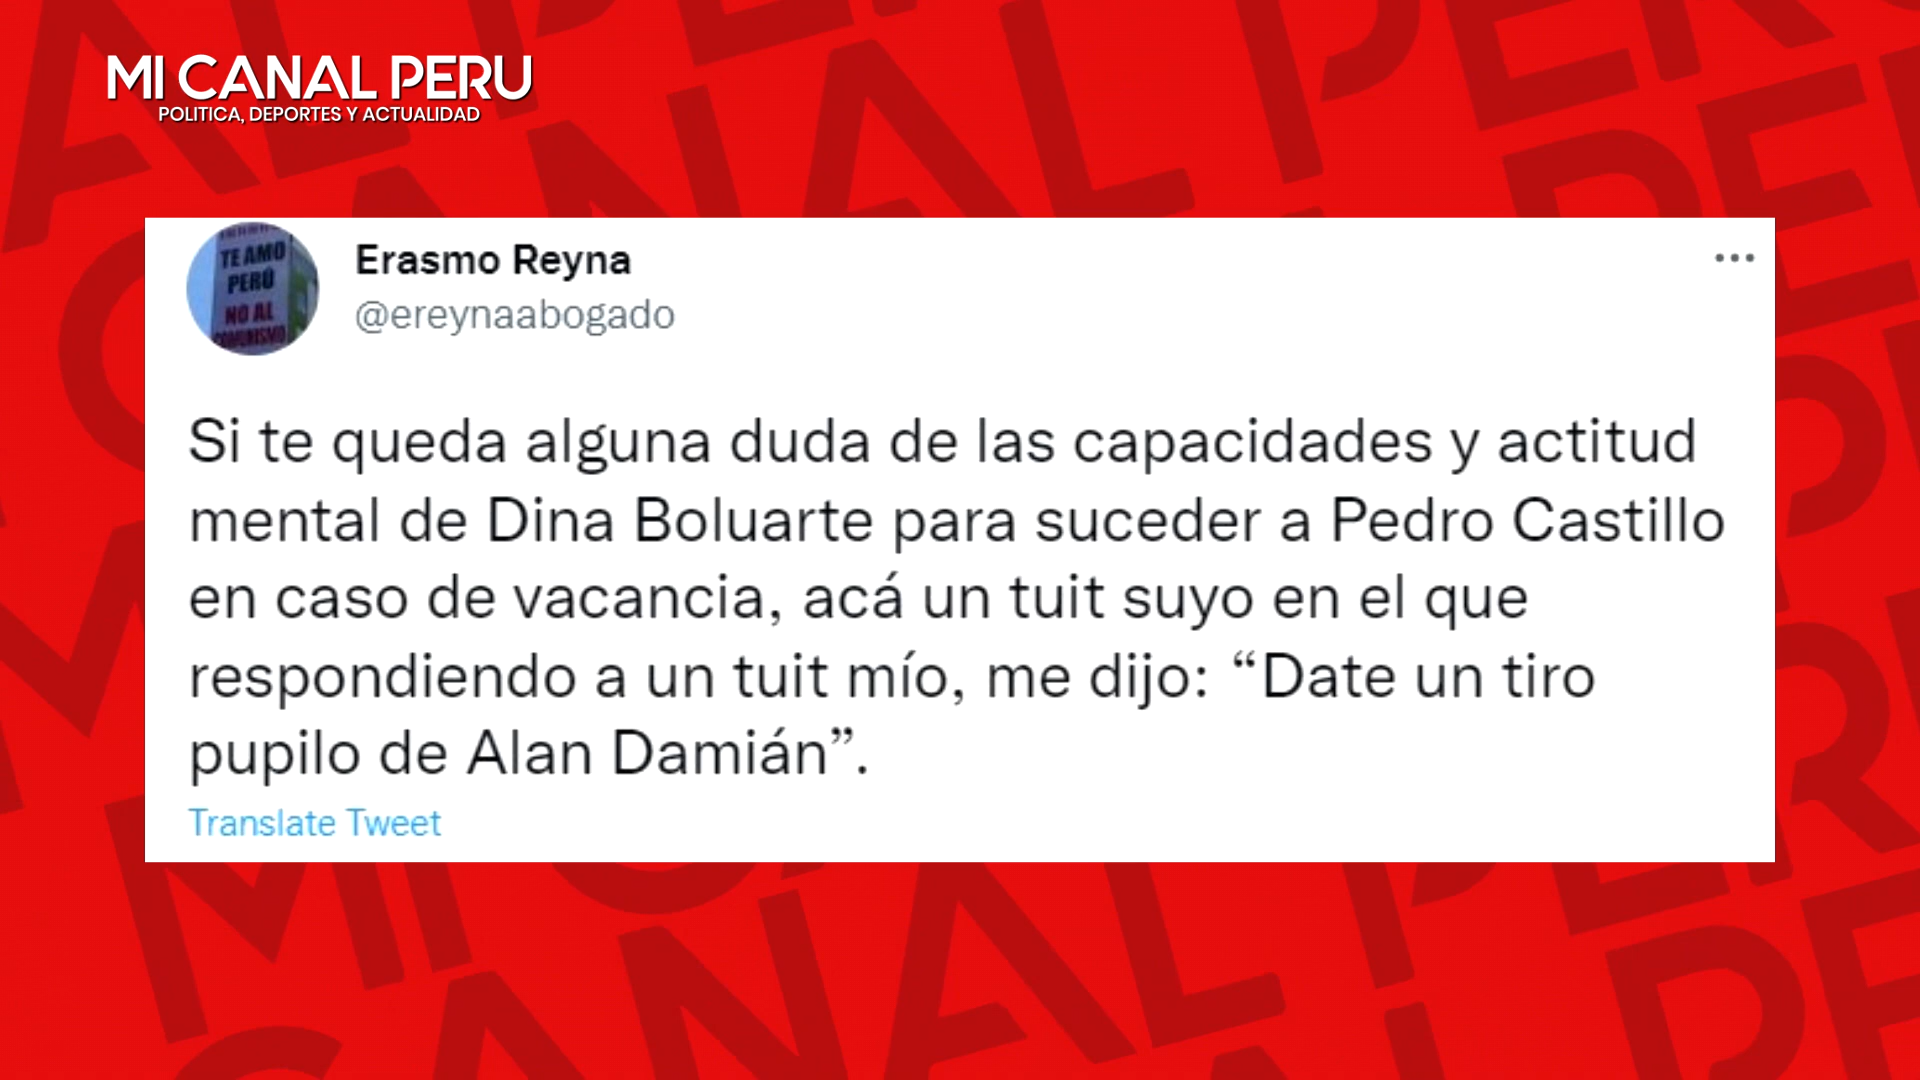 MI CANAL PERU
POLITICA, DEPORTES Y ACTUALIDAD
TE AMO
PERÚ
NO AL
COMUNISMO
Erasmo Reyna
@ereynaabogado
Si te queda alguna duda de las capacidades y actitud
mental de Dina Boluarte para suceder a Pedro Castillo
en caso de vacancia, acá un tuit suyo en el que
respondiendo a un tuit mío, me dijo: “Date un tiro
pupilo de Alan Damián”.
Translate Tweet